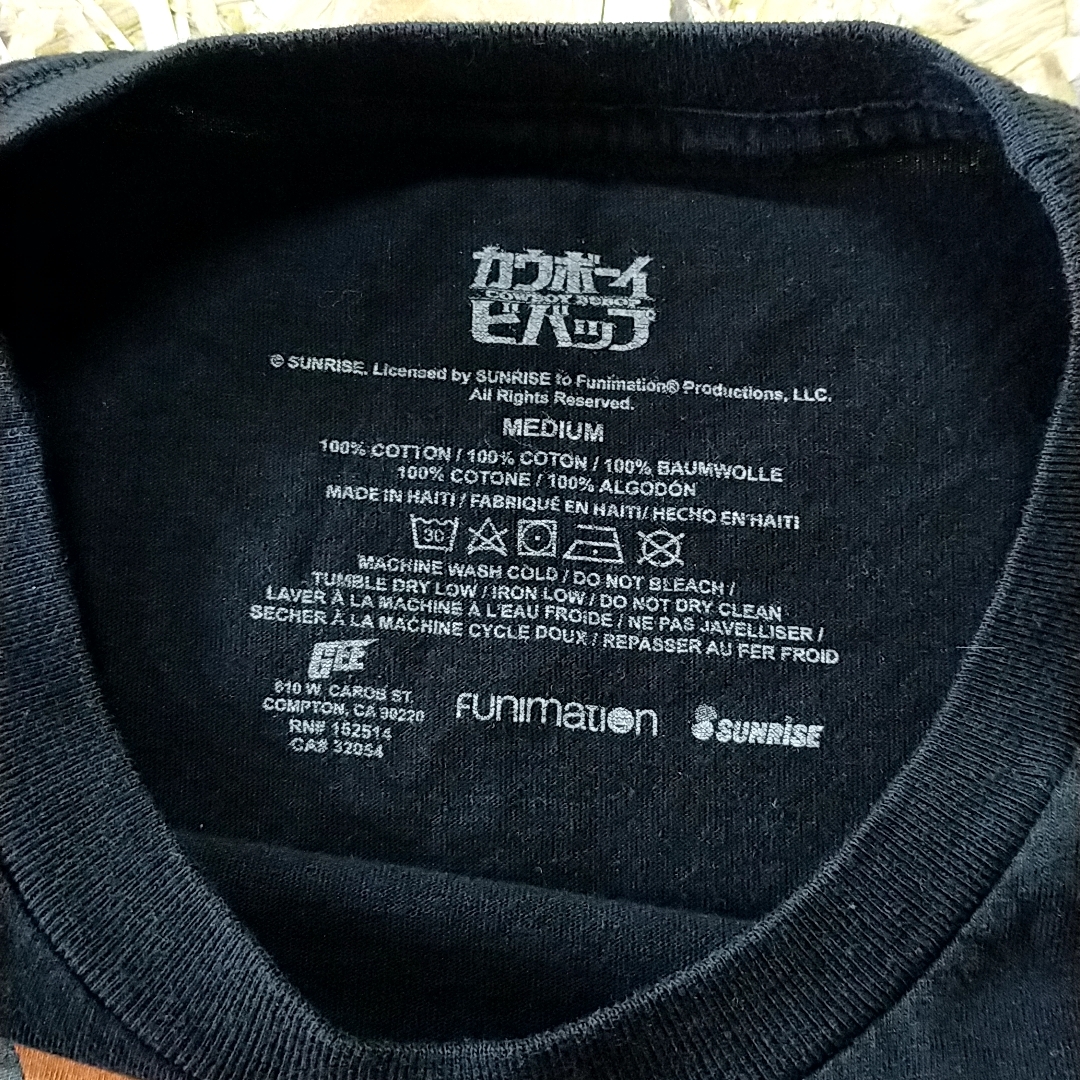 カウボーイ
COWBOY BEBOP
ビバップ
© SUNRISE. Licensed by SUNRISE to Funimation® Productions, LLC.
All Rights Reserved.
MEDIUM
100% COTTON / 100% COTON / 100% BAUMWOLLE
100% COTONE / 100% ALGODÓN
MADE IN HAITI / FABRIQUÉ EN HAITI/ HECHO EN HAITI
30
MACHINE WASH COLD / DO NOT BLEACH /
TUMBLE DRY LOW / IRON LOW / DO NOT DRY CLEAN
LAVER À LA MACHINE À L'EAU FROIDE / NE PAS JAVELLISER /
SECHER À LA MACHINE CYCLE DOUX / REPASSER AU FER FROID
GEE
610 W. CAROB ST.
COMPTON, CA 90220
RN# 152514
CA# 32054
FUNIMATION
SUNRISE